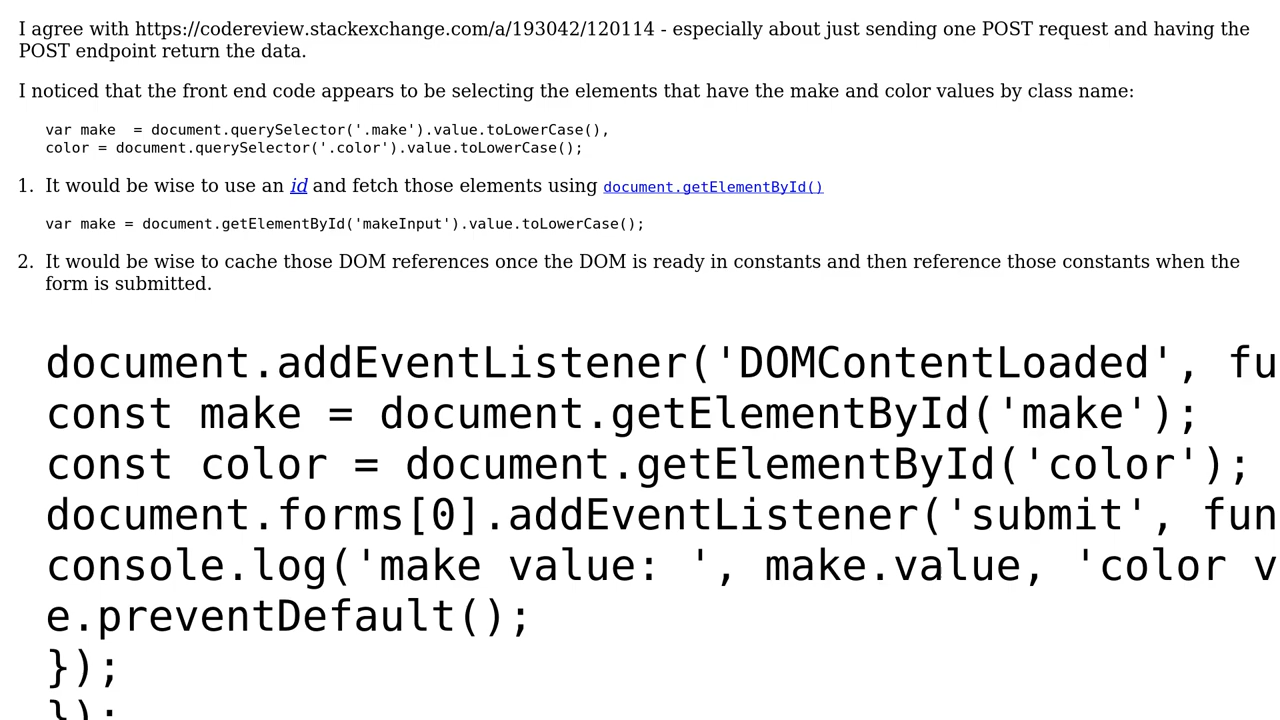 I agree with https://codereview.stackexchange.com/a/193042/120114 - especially about just sending one POST request and having the
POST endpoint return the data.
I noticed that the front end code appears to be selecting the elements that have the make and color values by class name:
var make  = document.querySelector('.make').value.toLowerCase(),
color = document.querySelector('.color').value.toLowerCase();
1. It would be wise to use an id and fetch those elements using document.getElementById()
var make = document.getElementById('makeInput').value.toLowerCase();
2. It would be wise to cache those DOM references once the DOM is ready in constants and then reference those constants when the
form is submitted.
document.addEventListener('DOMContentLoaded', fu
const make = document.getElementById('make');
const color = document.getElementById('color');
document.forms[0].addEventListener('submit', fun
console.log('make value: ', make.value, 'color v
e.preventDefault();
});
});